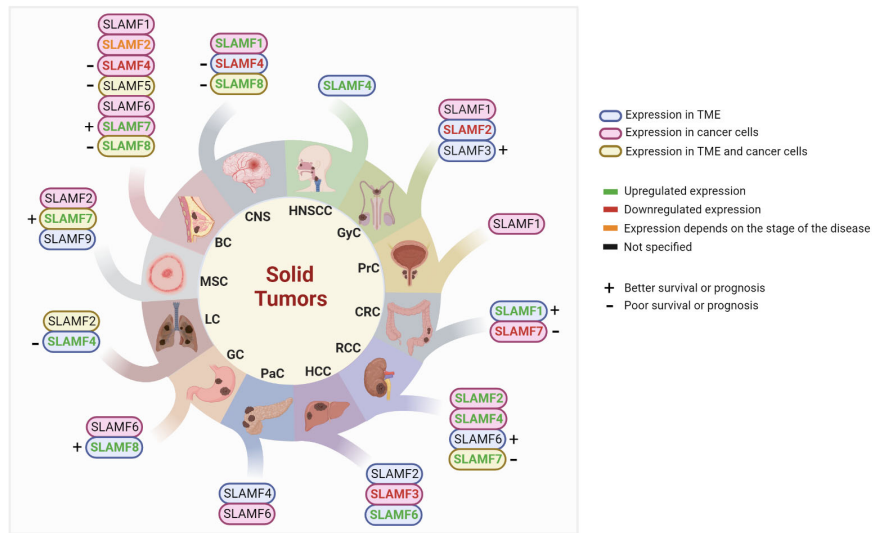 SLAMF1
SLAMF2
- SLAMF4
- SLAMF5
SLAMF6
+ SLAMF7
- SLAMF8
SLAMF1
- SLAMF4
- SLAMF8
SLAMF4
SLAMF1
SLAMF2
SLAMF3 +
SLAMF1
SLAMF1 +
SLAMF7 -
SLAMF2
SLAMF4
SLAMF6 +
SLAMF7 -
SLAMF2
SLAMF3
SLAMF6
SLAMF4
SLAMF6
SLAMF6
+ SLAMF8
SLAMF2
- SLAMF4
SLAMF2
+ SLAMF7
SLAMF9
CNS
HNSCC
GyC
PrC
CRC
RCC
HCC
PaC
GC
LC
MSC
BC
Solid
Tumors
Expression in TME
Expression in cancer cells
Expression in TME and cancer cells
Upregulated expression
Downregulated expression
Expression depends on the stage of the disease
Not specified
+ Better survival or prognosis
- Poor survival or prognosis